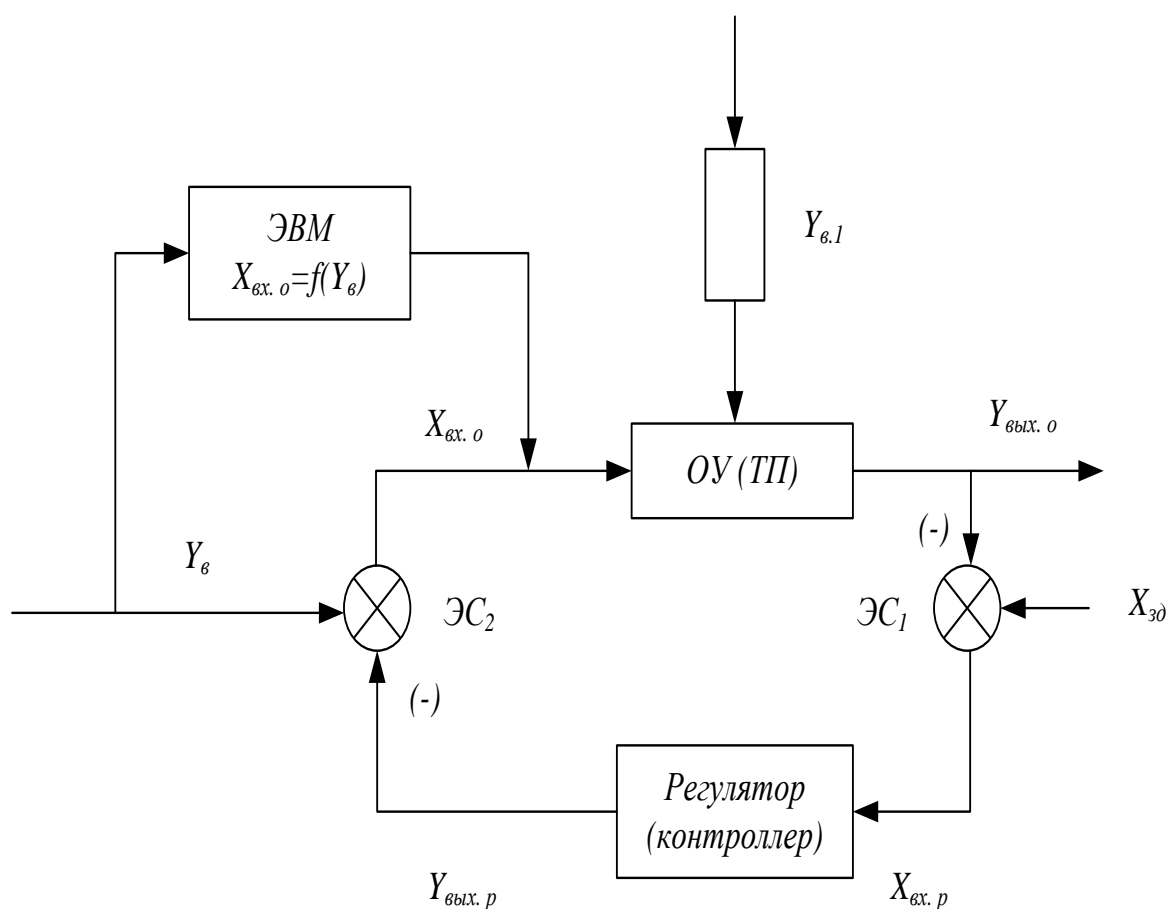 Yв.1
ЭВМ
Xвх. о=f(Yв)
Xвх. о
Yвых. о
ОУ (ТП)
(-)
Yв
ЭС2
ЭС1
Xзд
(-)
Регулятор
(контроллер)
Yвых. р
Xвх. р